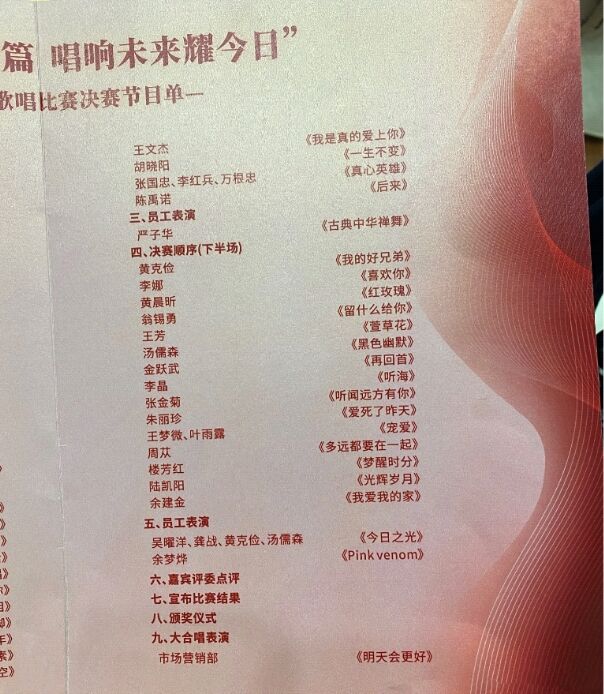 篇 唱响未来耀今日”
歌唱比赛决赛节目单—
王文杰 《我是真的爱上你》
胡晓阳 《一生不变》
张国忠、李红兵、万根忠 《真心英雄》
陈禹诺 《后来》
三、员工表演
严子华 《古典中华禅舞》
四、决赛顺序(下半场)
黄克俭 《我的好兄弟》
李娜 《喜欢你》
黄晨昕 《红玫瑰》
翁锡勇 《留什么给你》
王芳 《萱草花》
汤儒森 《黑色幽默》
金跃武 《再回首》
李晶 《听海》
张金菊 《听闻远方有你》
朱丽珍 《爱死了昨天》
王梦微、叶雨露 《宠爱》
周苡 《多远都要在一起》
楼芳红 《梦醒时分》
陆凯阳 《光辉岁月》
余建金 《我爱我的家》
五、员工表演
吴曜洋、龚战、黄克俭、汤儒森 《今日之光》
余梦烨 《Pink venom》
六、嘉宾评委点评
七、宣布比赛结果
八、颁奖仪式
九、大合唱表演
市场营销部 《明天会更好》